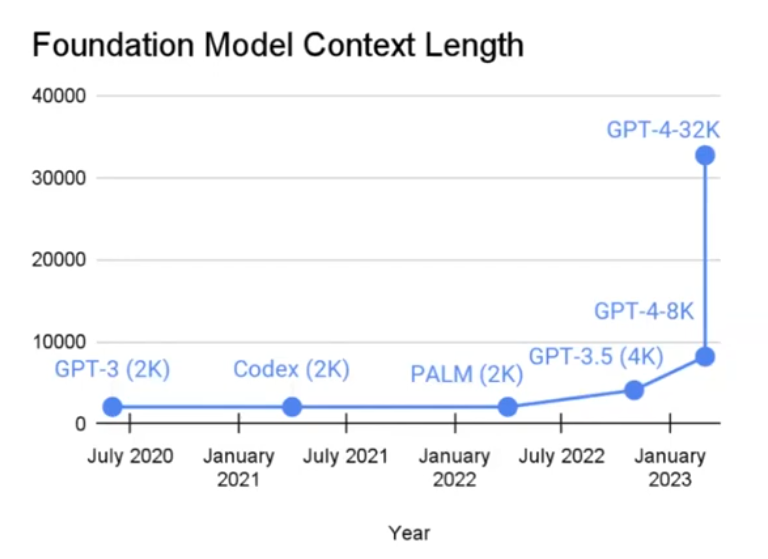 Foundation Model Context Length
40000
GPT-4-32K
30000
20000
GPT-4-8K
10000
GPT-3 (2K)
Codex (2K)
PALM (2K)
GPT-3.5 (4K)
0
July 2020
January
2021
July 2021
January
2022
July 2022
January
2023
Year